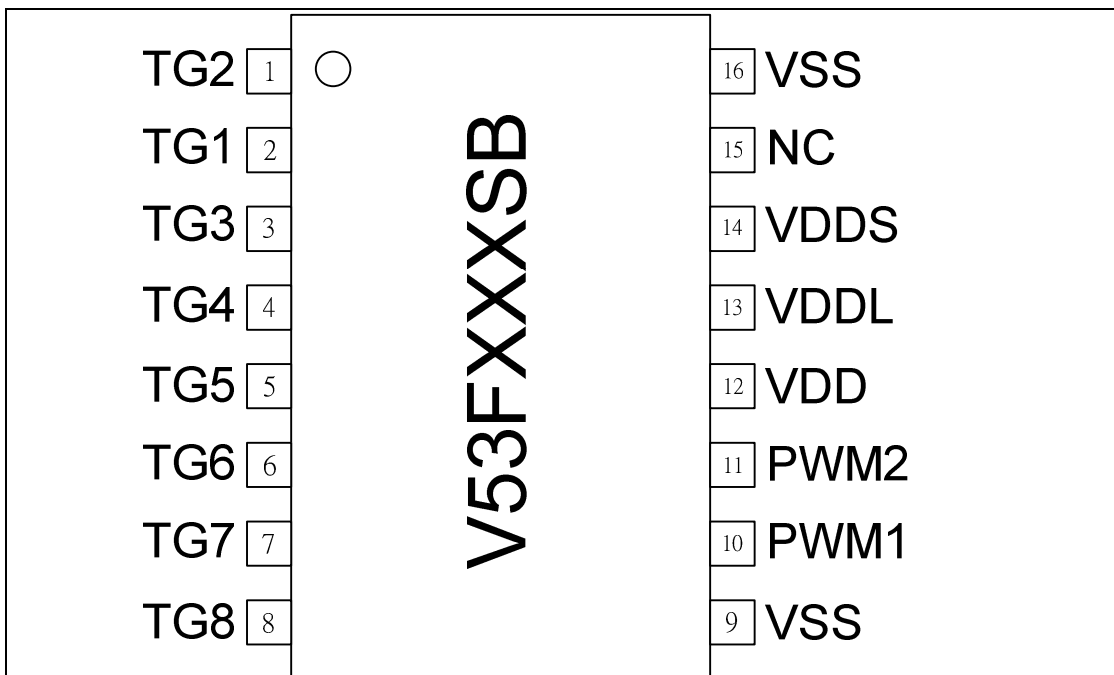 TG2 1 16 VSS
TG1 2 15 NC
TG3 3 14 VDDS
TG4 4 13 VDDL
TG5 5 12 VDD
TG6 6 11 PWM2
TG7 7 10 PWM1
TG8 8 9 VSS
V53FXXXSB